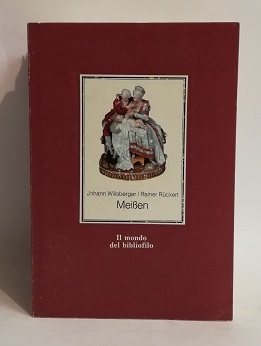 Johann Willsberger / Rainer Rückert
Meißen
Il mondo
del bibliofilo